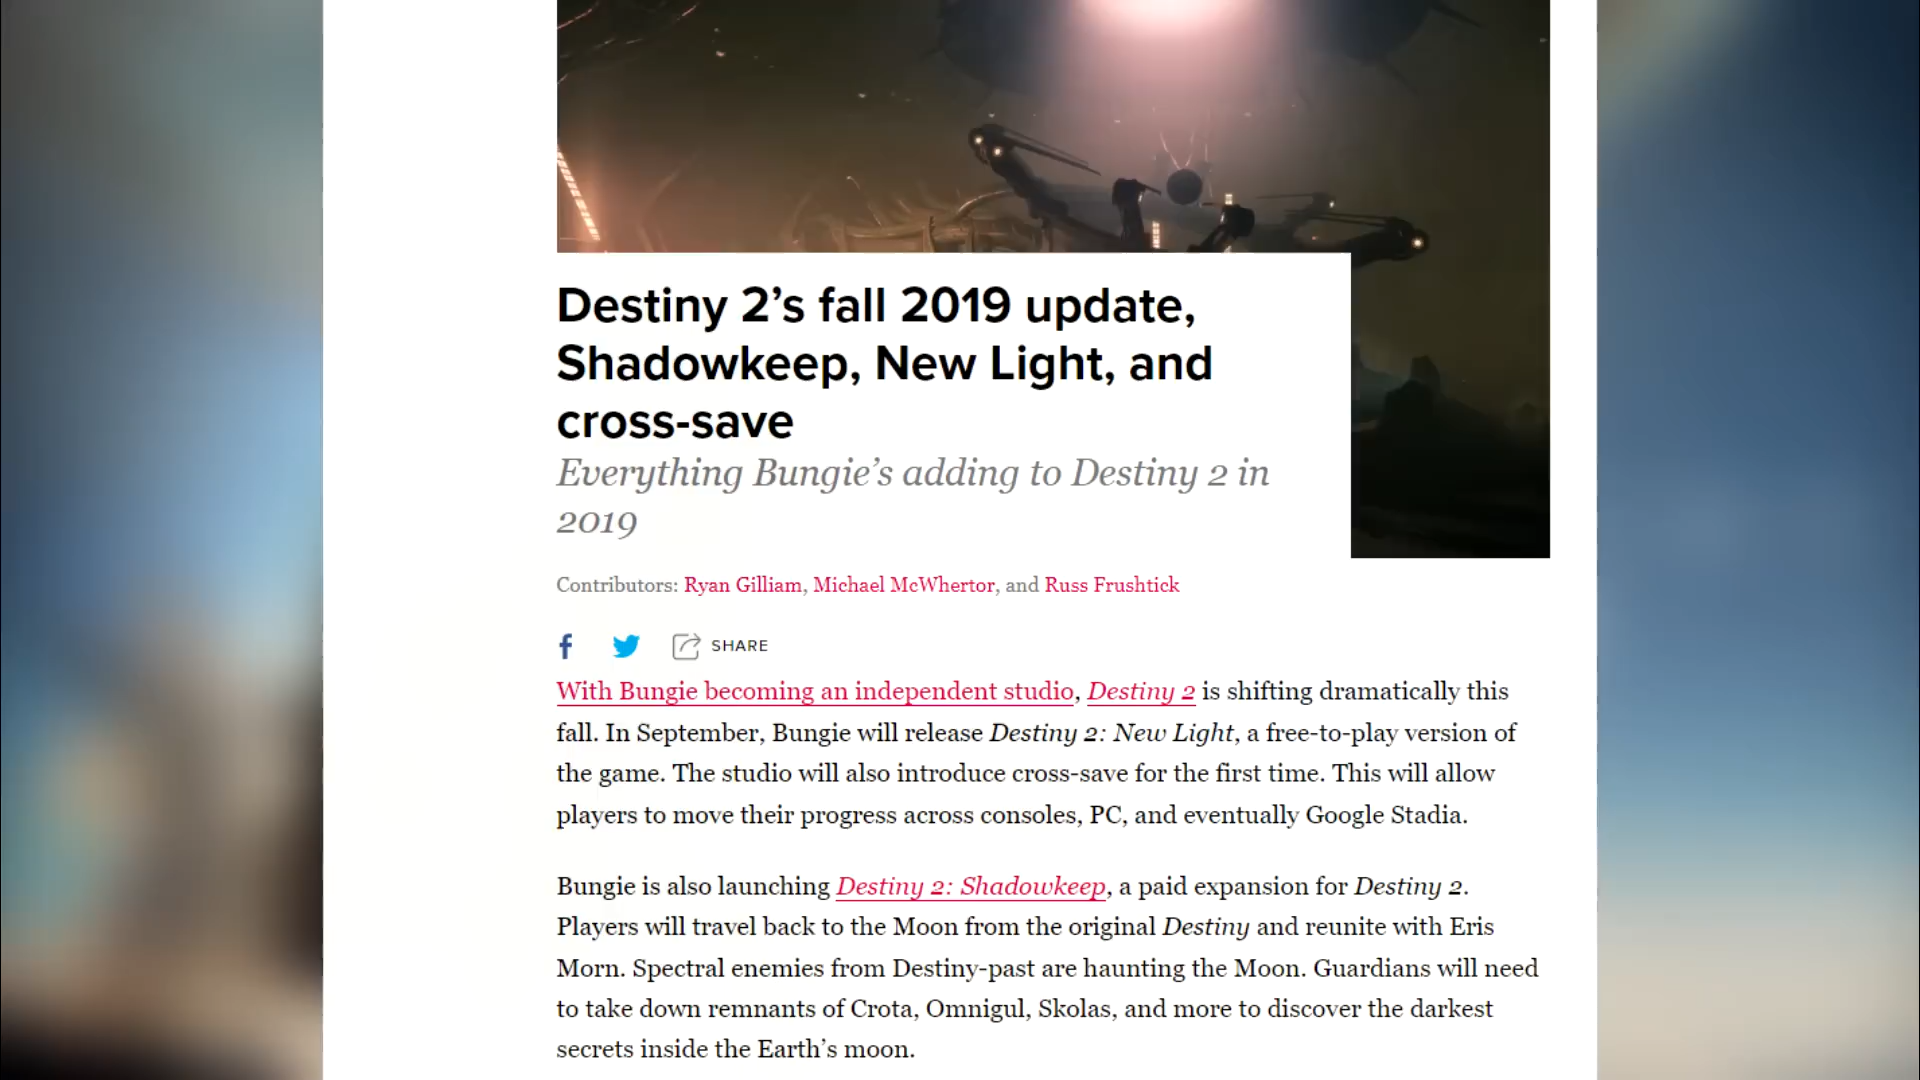 Destiny 2’s fall 2019 update,
Shadowkeep, New Light, and
cross-save
Everything Bungie’s adding to Destiny 2 in
2019
Contributors: Ryan Gilliam, Michael McWhertor, and Russ Frushtick
SHARE
With Bungie becoming an independent studio, Destiny 2 is shifting dramatically this
fall. In September, Bungie will release Destiny 2: New Light, a free-to-play version of
the game. The studio will also introduce cross-save for the first time. This will allow
players to move their progress across consoles, PC, and eventually Google Stadia.
Bungie is also launching Destiny 2: Shadowkeep, a paid expansion for Destiny 2.
Players will travel back to the Moon from the original Destiny and reunite with Eris
Morn. Spectral enemies from Destiny-past are haunting the Moon. Guardians will need
to take down remnants of Crota, Omnigul, Skolas, and more to discover the darkest
secrets inside the Earth’s moon.